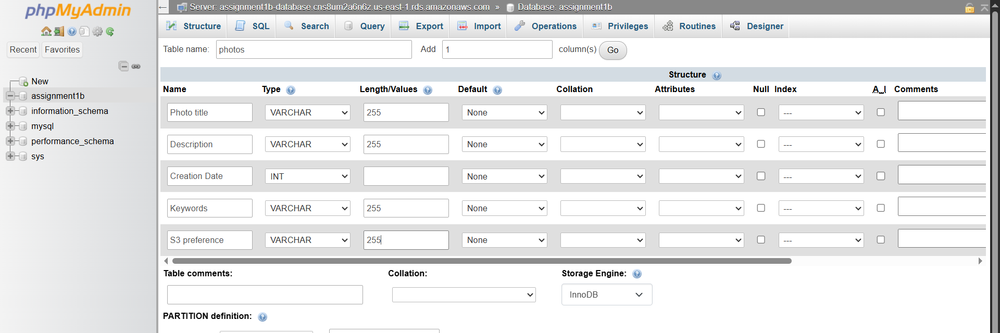 phpMyAdmin
Recent Favorites
New
assignment1b
information_schema
mysql
performance_schema
sys
Server: assignment1b-database.cns8um2a6n6z.us-east-1.rds.amazonaws.com » Database: assignment1b
Structure SQL Search Query Export Import Operations Privileges Routines Designer
Table name: photos Add 1 column(s) Go
Structure
Name Type Length/Values Default Collation Attributes Null Index A_I Comments
Photo title VARCHAR 255 None ---
Description VARCHAR 255 None ---
Creation Date INT None ---
Keywords VARCHAR 255 None ---
S3 preference VARCHAR 255 None ---
Table comments: Collation: Storage Engine:
InnoDB
PARTITION definition: